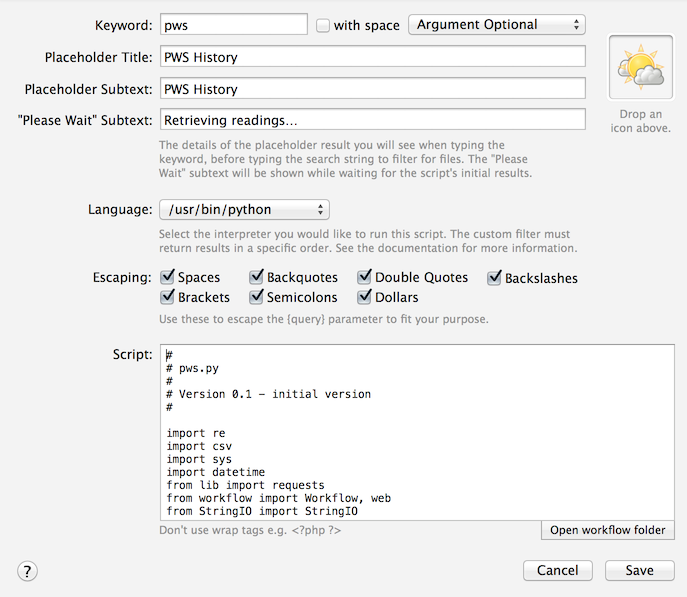 Keyword: pws with space Argument Optional
Placeholder Title: PWS History
Placeholder Subtext: PWS History
"Please Wait" Subtext: Retrieving readings...
Drop an
icon above.
The details of the placeholder result you will see when typing the
keyword, before typing the search string to filter for files. The "Please
Wait" subtext will be shown while waiting for the script's initial results.
Language: /usr/bin/python
Select the interpreter you would like to run this script. The custom filter must
return results in a specific order. See the documentation for more information.
Escaping: Spaces Backquotes Double Quotes Backslashes
Brackets Semicolons Dollars
Use these to escape the {query} parameter to fit your purpose.
Script: #
# pws.py
#
# Version 0.1 – initial version
#
import re
import csv
import sys
import datetime
from lib import requests
from workflow import Workflow, web
from StringIO import StringIO
Don't use wrap tags e.g. <?php ?>
Open workflow folder
? Cancel Save